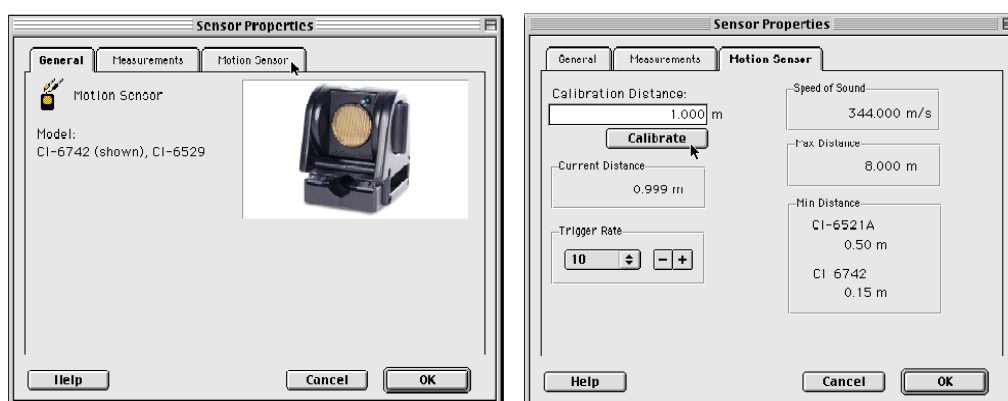 Sensor Properties
General
Measurements
Motion Sensor
Motion Sensor
Model:
CI-6742 (shown), CI-6529
Help
Cancel
OK
Sensor Properties
General
Measurements
Motion Sensor
Calibration Distance:
1.000 m
Calibrate
Current Distance
0.999 m
Trigger Rate
10
- +
Speed of Sound
344.000 m/s
Max Distance
8.000 m
Min Distance
CI-6521A
0.50 m
CI 6742
0.15 m
Help
Cancel
OK